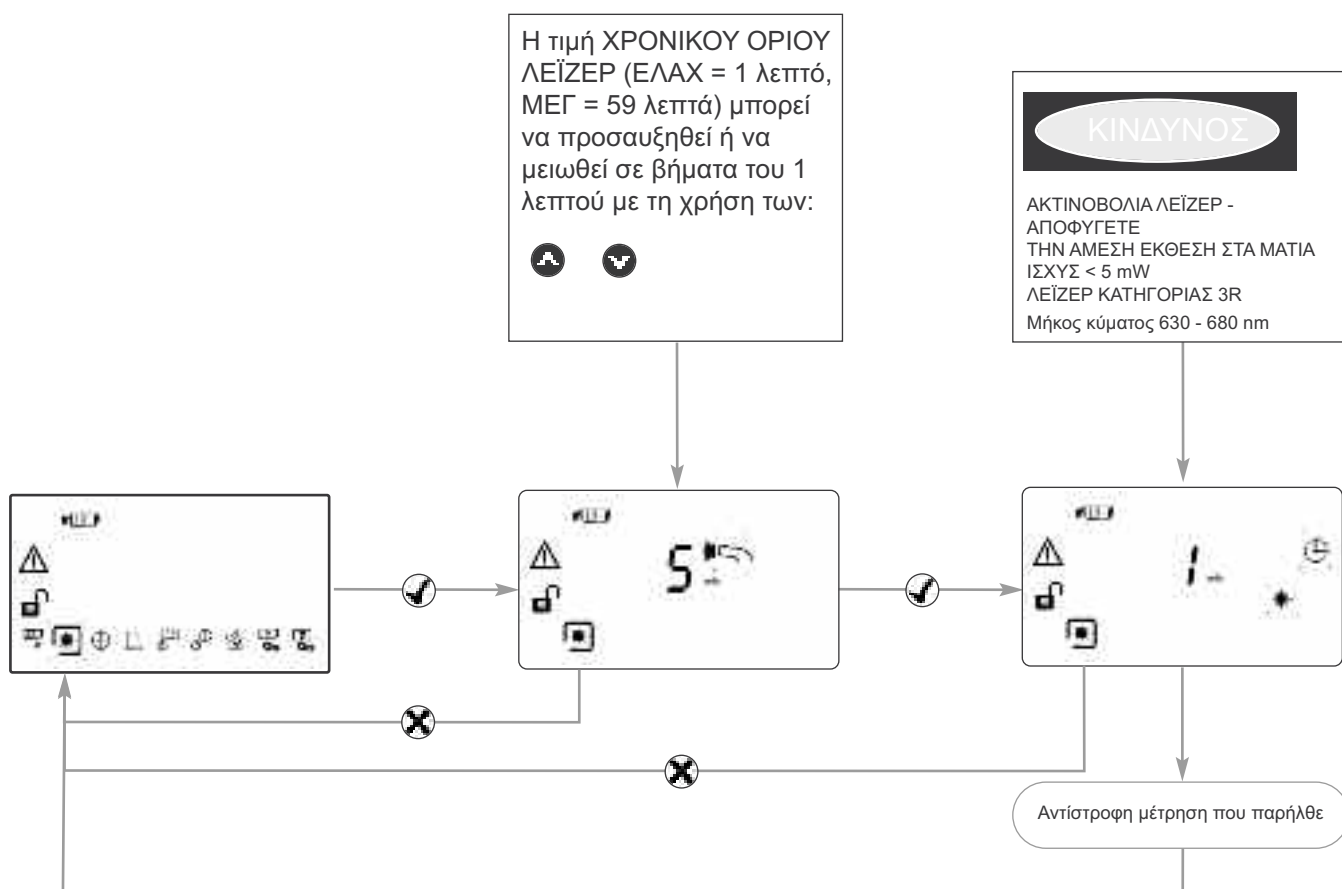 Η τιμή ΧΡΟΝΙΚΟΥ ΟΡΙΟΥ
ΛΕΪΖΕΡ (ΕΛΑΧ = 1 λεπτό,
ΜΕΓ = 59 λεπτά) μπορεί
να προσαυξηθεί ή να
μειωθεί σε βήματα του 1
λεπτού με τη χρήση των:
ΚΙΝΔΥΝΟΣ
ΑΚΤΙΝΟΒΟΛΙΑ ΛΕΪΖΕΡ -
ΑΠΟΦΥΓΕΤΕ
ΤΗΝ ΑΜΕΣΗ ΕΚΘΕΣΗ ΣΤΑ ΜΑΤΙΑ
ΙΣΧΥΣ < 5 mW
ΛΕΪΖΕΡ ΚΑΤΗΓΟΡΙΑΣ 3R
Μήκος κύματος 630 - 680 nm
5
1
Αντίστροφη μέτρηση που παρήλθε